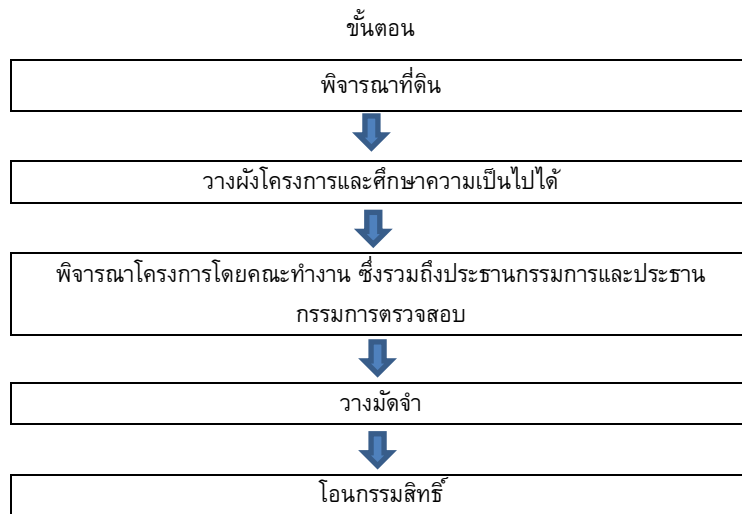 ขั้นตอน
พิจารณาที่ดิน
วางผังโครงการและศึกษาความเป็นไปได้
พิจารณาโครงการโดยคณะทำงาน ซึ่งรวมถึงประธานกรรมการและประธาน
กรรมการตรวจสอบ
วางมัดจำ
โอนกรรมสิทธิ์